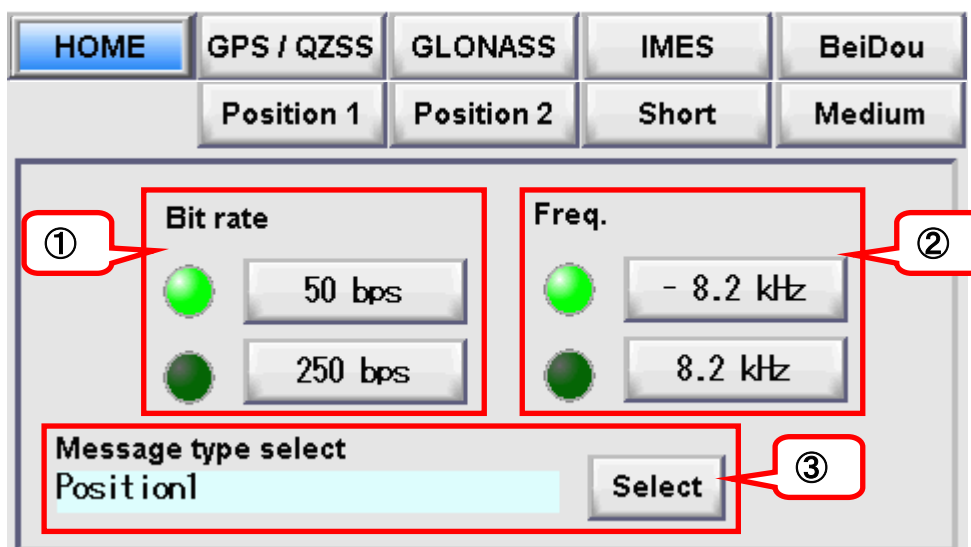 HOME GPS / QZSS GLONASS IMES BeiDou
Position 1 Position 2 Short Medium
Bit rate Freq.
① ②
50 bps - 8.2 kHz
250 bps 8.2 kHz
Message type select
Position1 Select ③